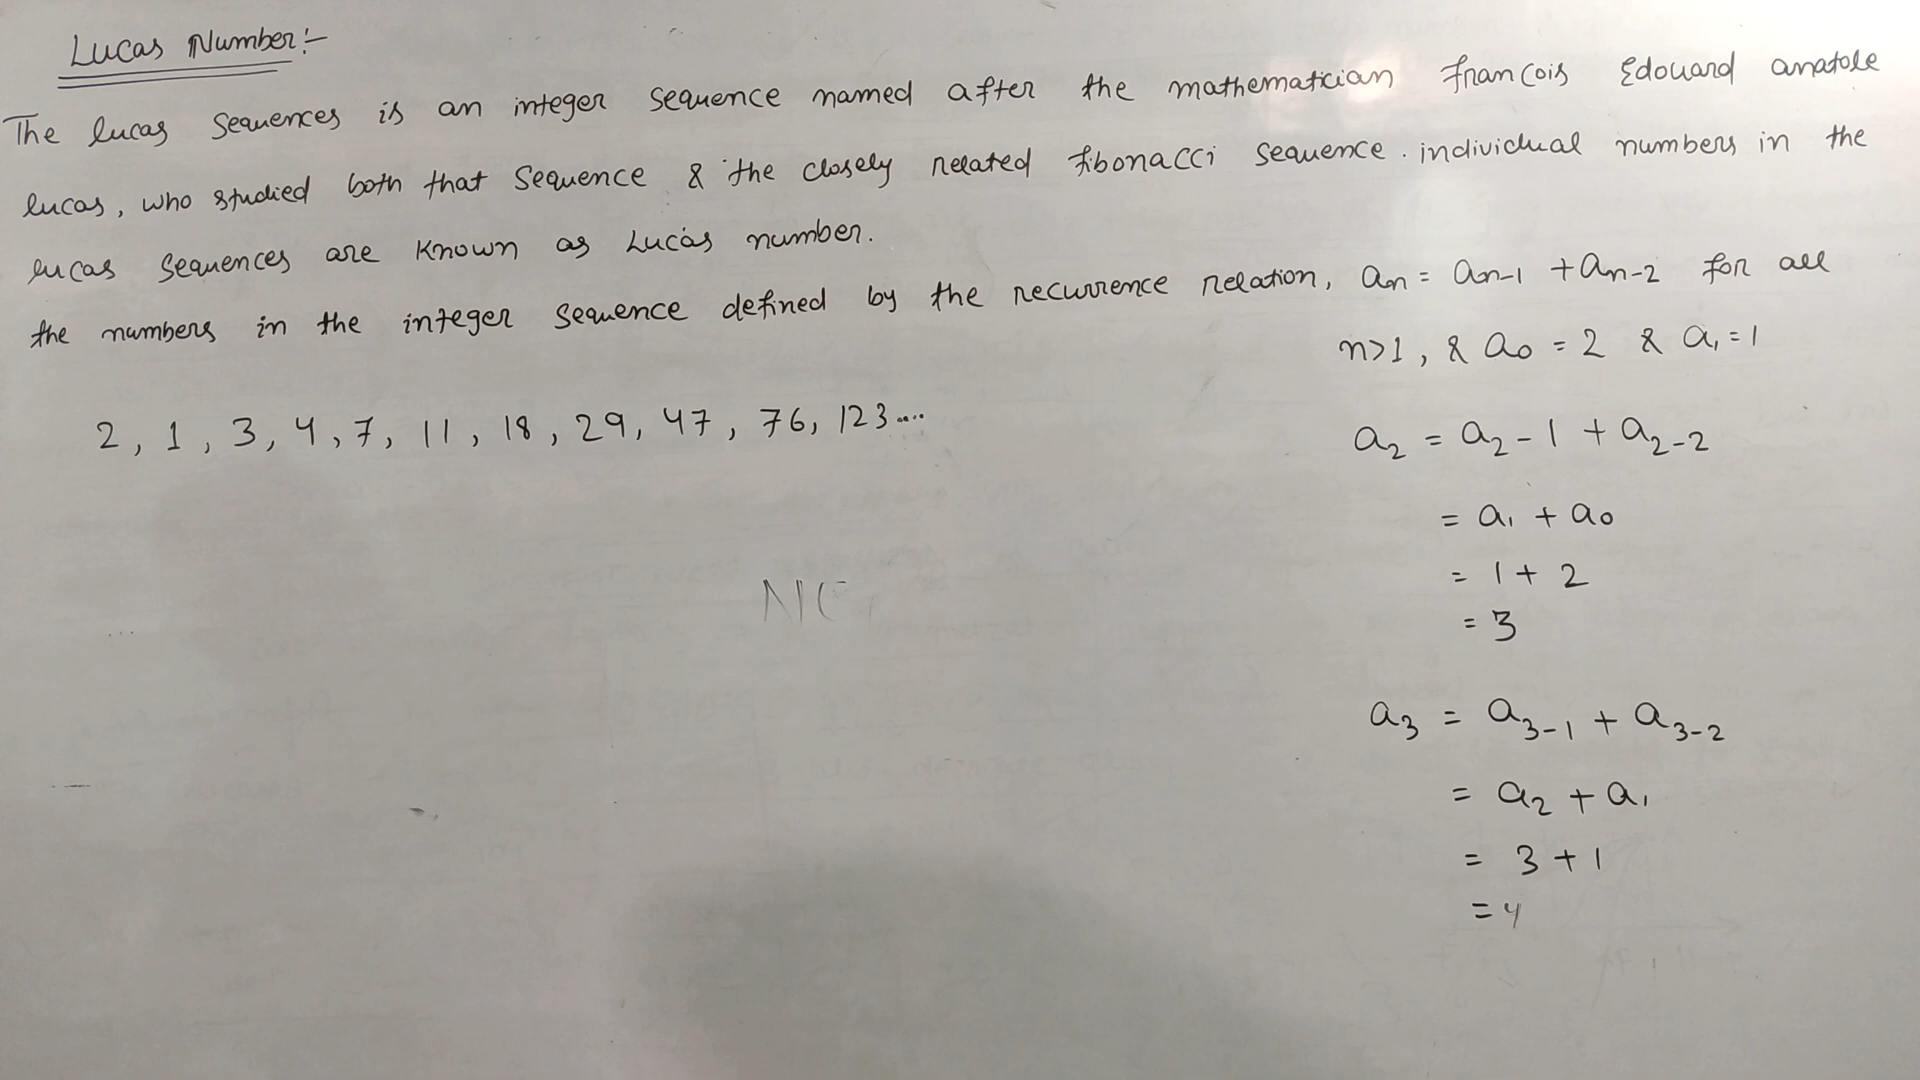 Lucas Number:-
The lucas sequences is an integer sequence named after the mathematician francois Edouard anatole
lucas, who studied both that sequence & the closely related fibonacci sequence. individual numbers in the
lucas sequences are known as Lucas number.
the numbers in the integer sequence defined by the recurrence relation, an = an-1 + an-2 for all
n>1, & a0 = 2 & a1 = 1
2, 1, 3, 4, 7, 11, 18, 29, 47, 76, 123....
a2 = a2-1 + a2-2
= a1 + a0
= 1 + 2
= 3
a3 = a3-1 + a3-2
= a2 + a1
= 3 + 1
= 4